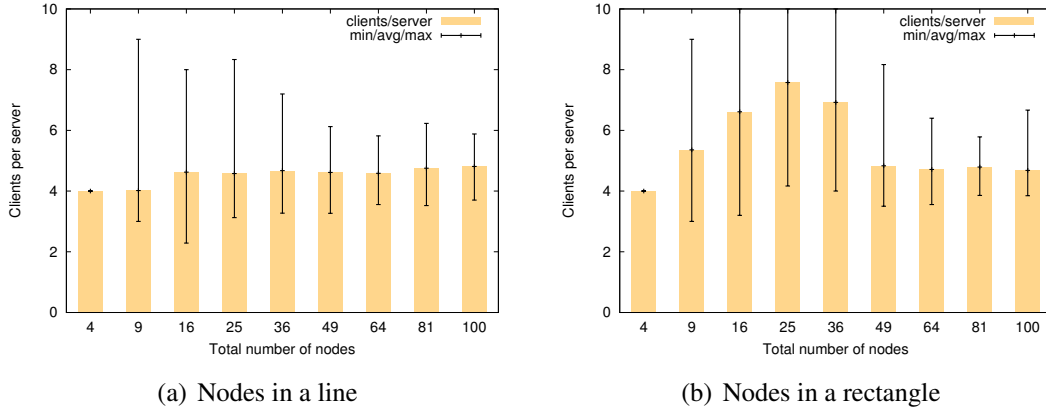 10
8
6
4
2
0
Clients per server
clients/server
min/avg/max
4 9 16 25 36 49 64 81 100
Total number of nodes
(a) Nodes in a line
10
8
6
4
2
0
Clients per server
clients/server
min/avg/max
4 9 16 25 36 49 64 81 100
Total number of nodes
(b) Nodes in a rectangle